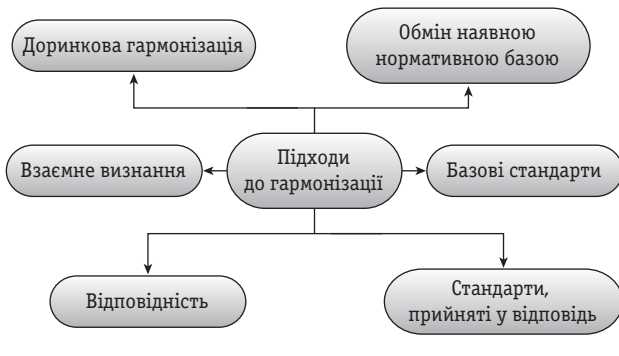 Доринкова гармонізація
Обмін наявною
нормативною базою
Взаємне визнання
Підходи
до гармонізації
Базові стандарти
Відповідність
Стандарти,
прийняті у відповідь